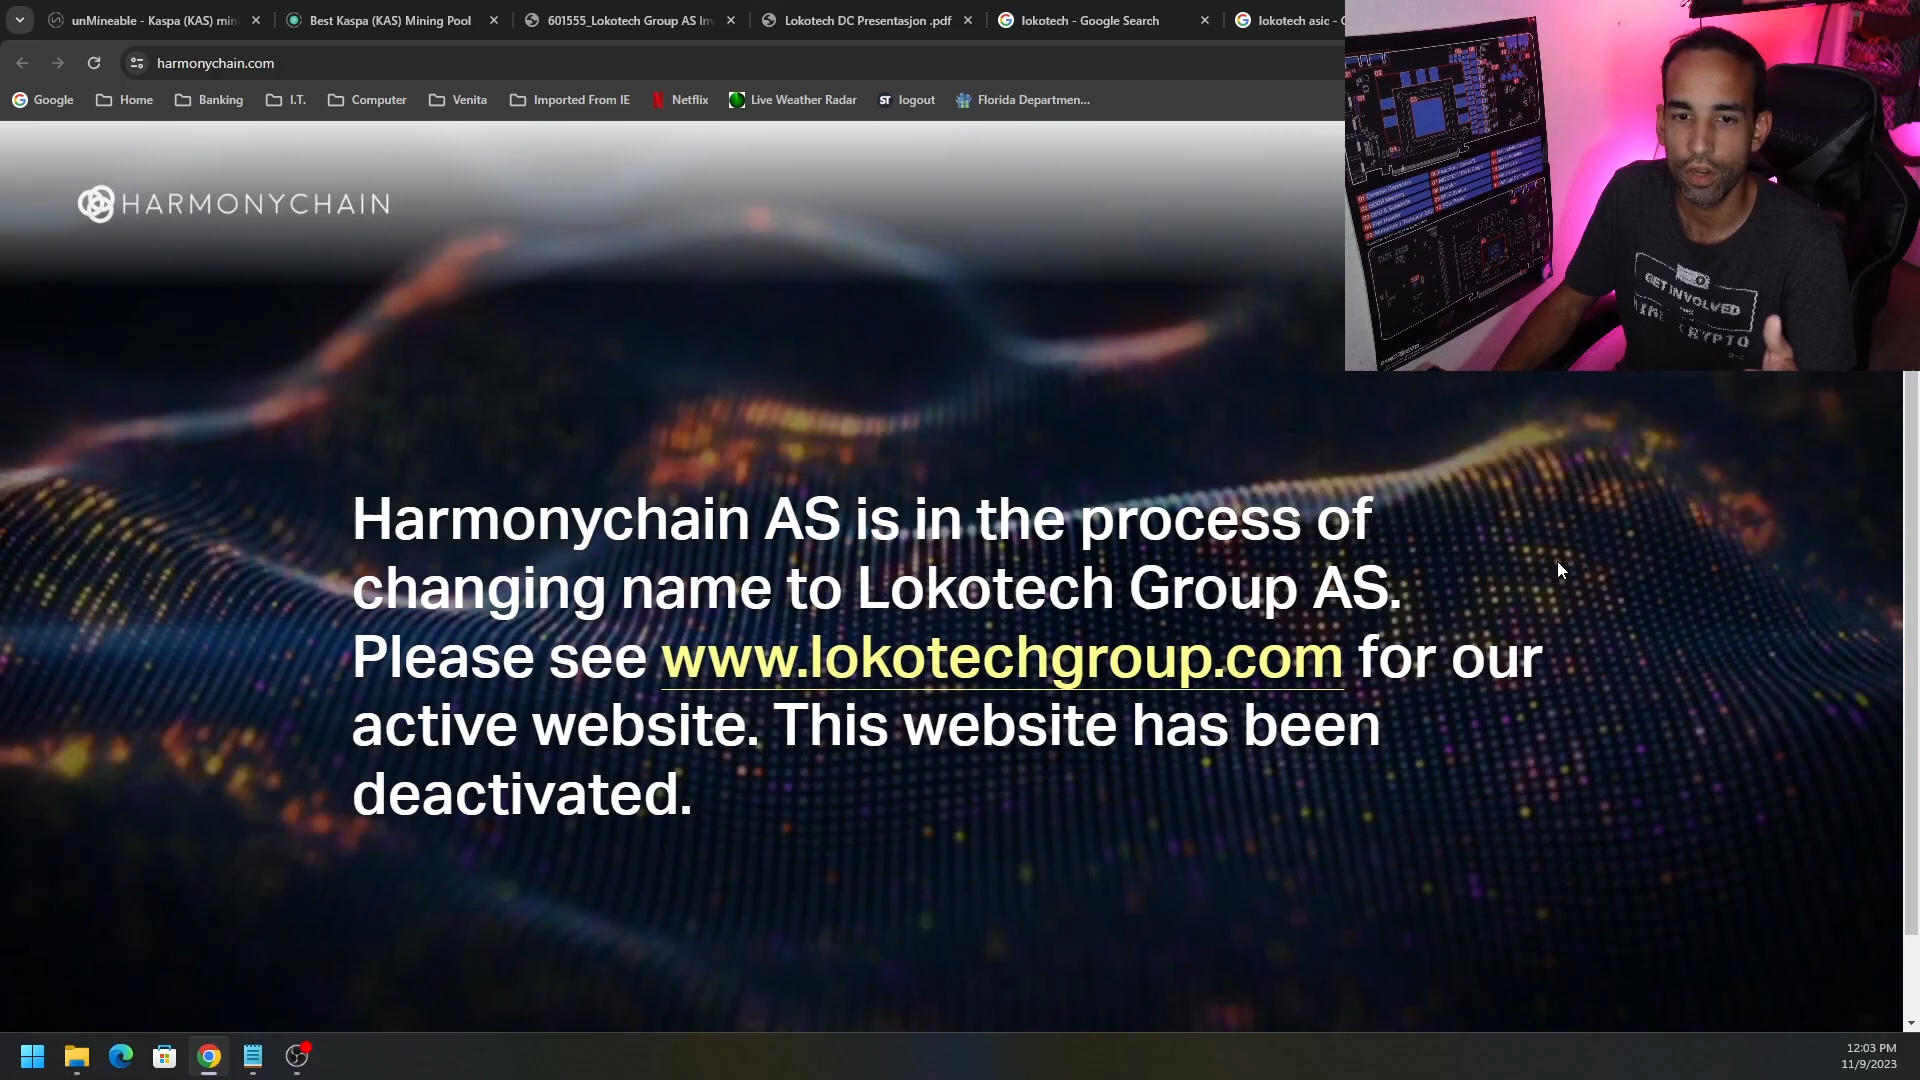 unMineable - Kaspa (KAS) min
Best Kaspa (KAS) Mining Pool
601555_Lokotech Group AS In
Lokotech DC Presentasjon .pdf
lokotech - Google Search
lokotech asic - G
harmonychain.com
Google
Home
Banking
I.T.
Computer
Venita
Imported From IE
Netflix
Live Weather Radar
ST
logout
Florida Departmen...
HARMONYCHAIN
GET INVOLVED
CRYPTO
Harmonychain AS is in the process of
changing name to Lokotech Group AS.
Please see www.lokotechgroup.com for our
active website. This website has been
deactivated.
12:03 PM
11/9/2023